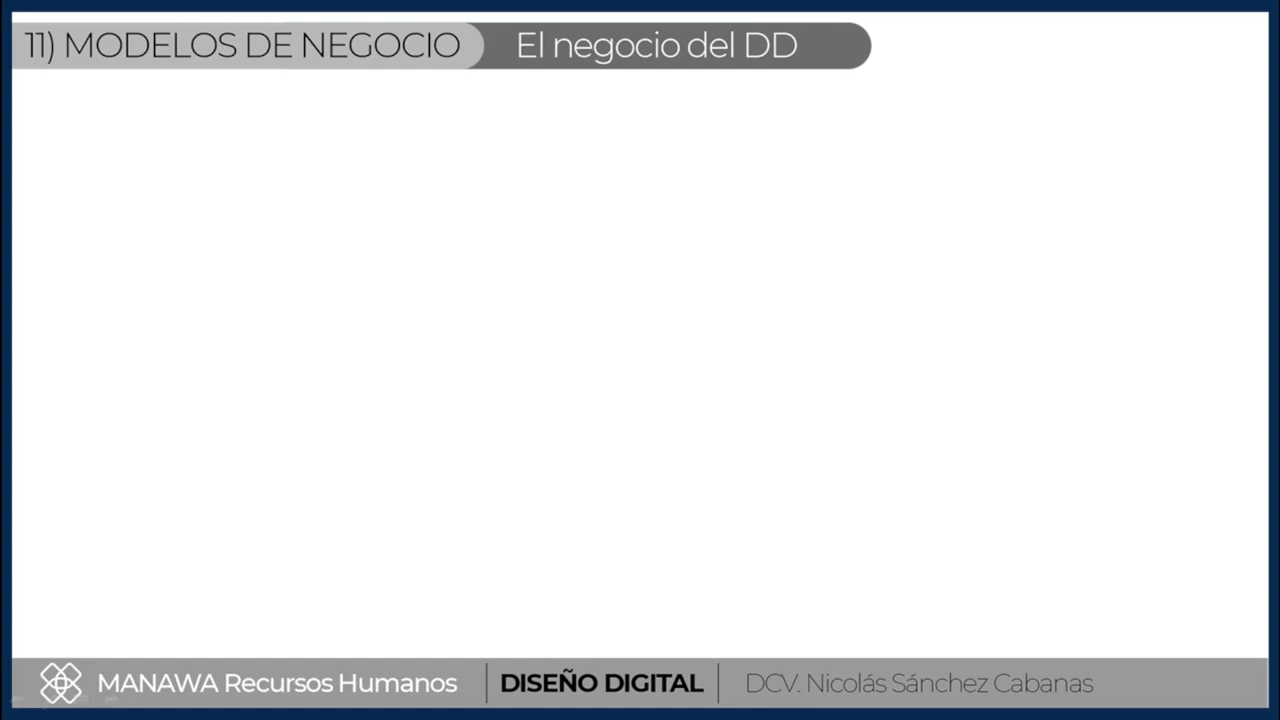 11) MODELOS DE NEGOCIO El negocio del DD
MANAWA Recursos Humanos DISEÑO DIGITAL DCV. Nicolás Sánchez Cabanas